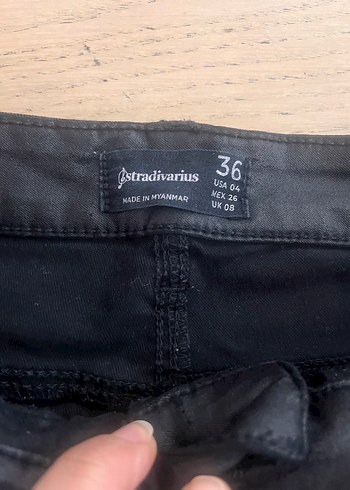 stradivarius
MADE IN MYANMAR
36
USA 04
MEX 26
UK 08